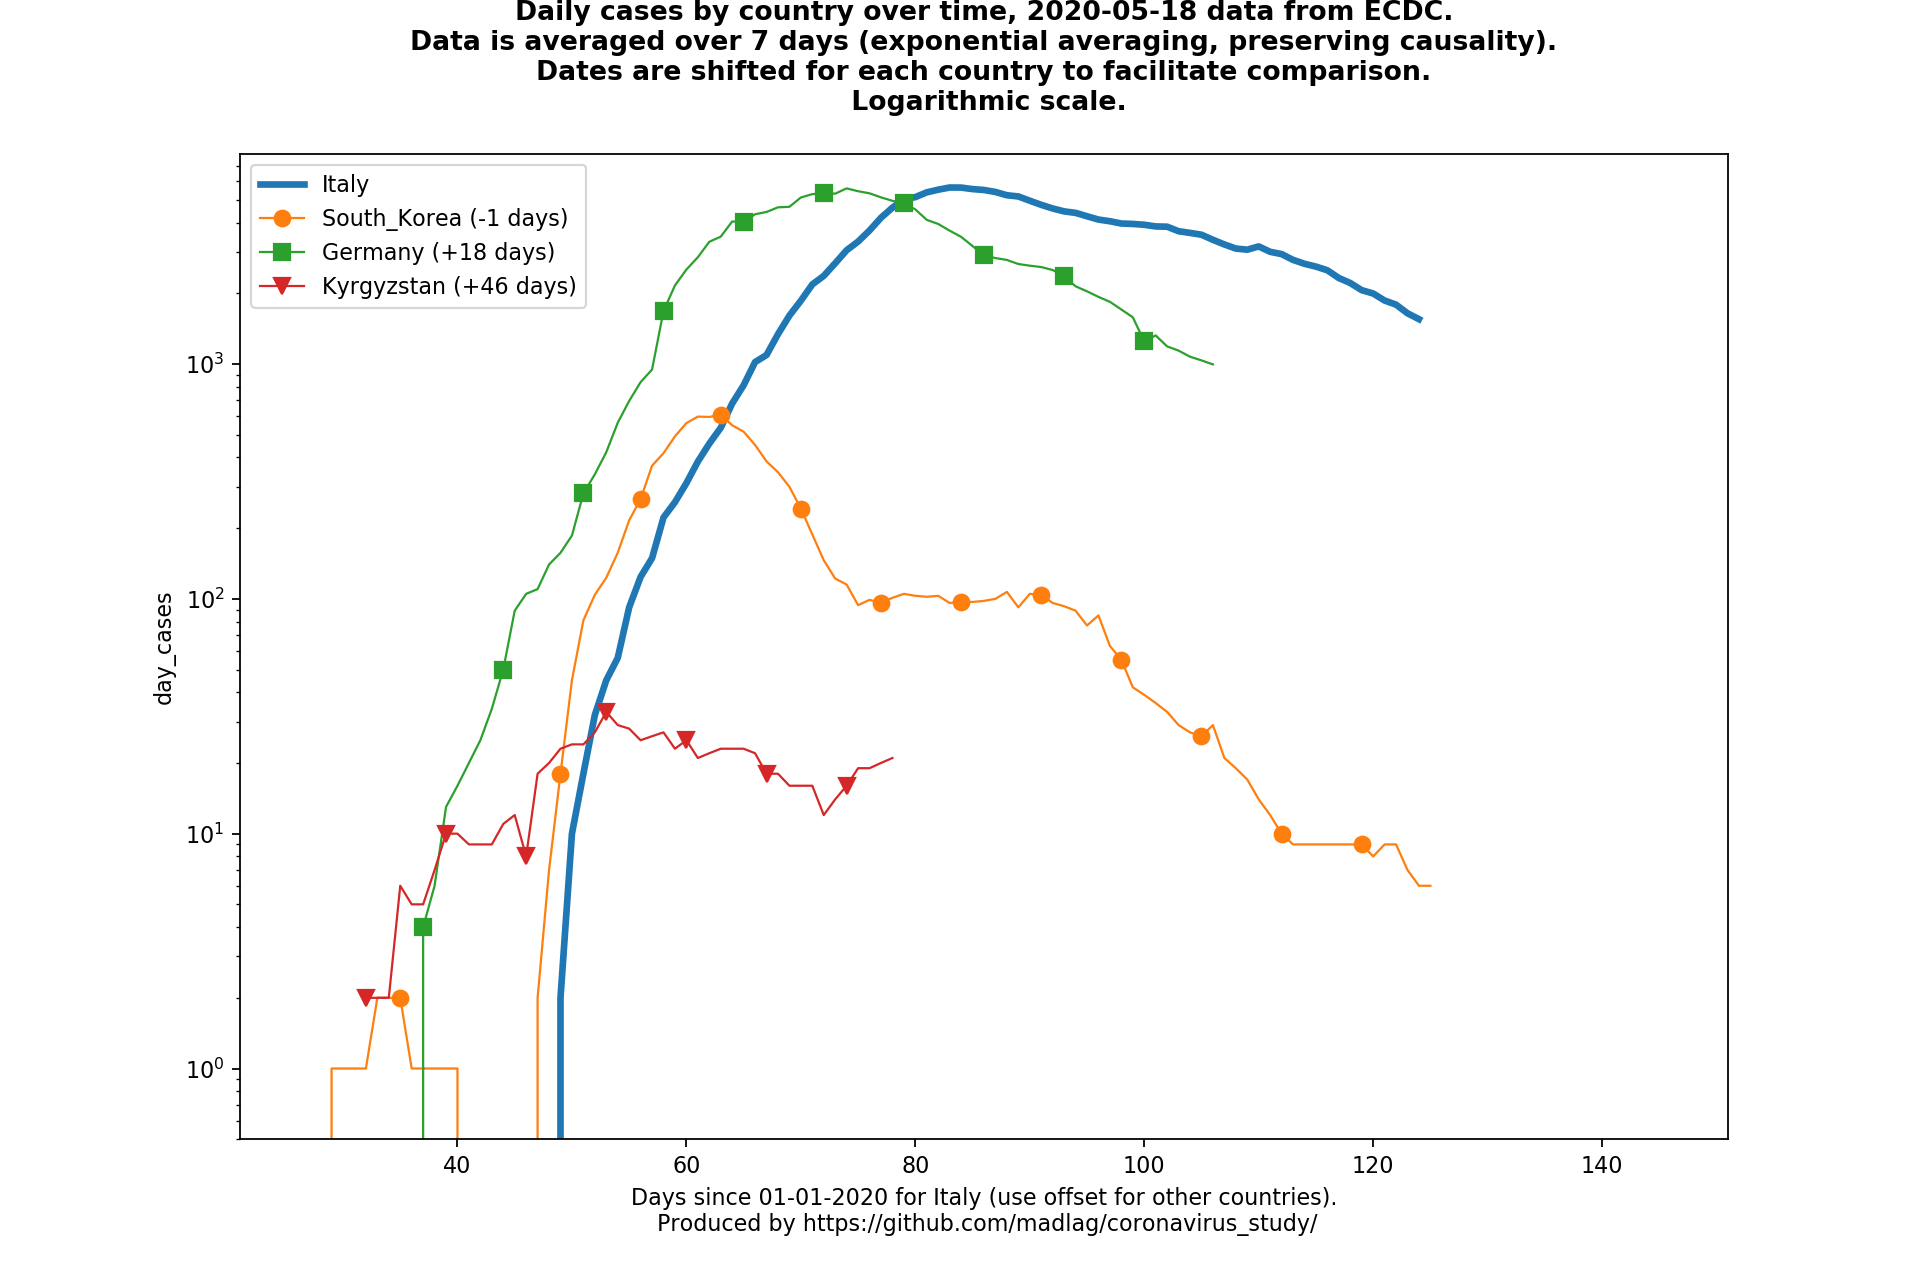 Daily cases by country over time, 2020-05-18 data from ECDC.
Data is averaged over 7 days (exponential averaging, preserving causality).
Dates are shifted for each country to facilitate comparison.
Logarithmic scale.
Italy
South_Korea (-1 days)
Germany (+18 days)
Kyrgyzstan (+46 days)
day_cases
10³
10²
10¹
10⁰
40 60 80 100 120 140
Days since 01-01-2020 for Italy (use offset for other countries).
Produced by https://github.com/madlag/coronavirus_study/